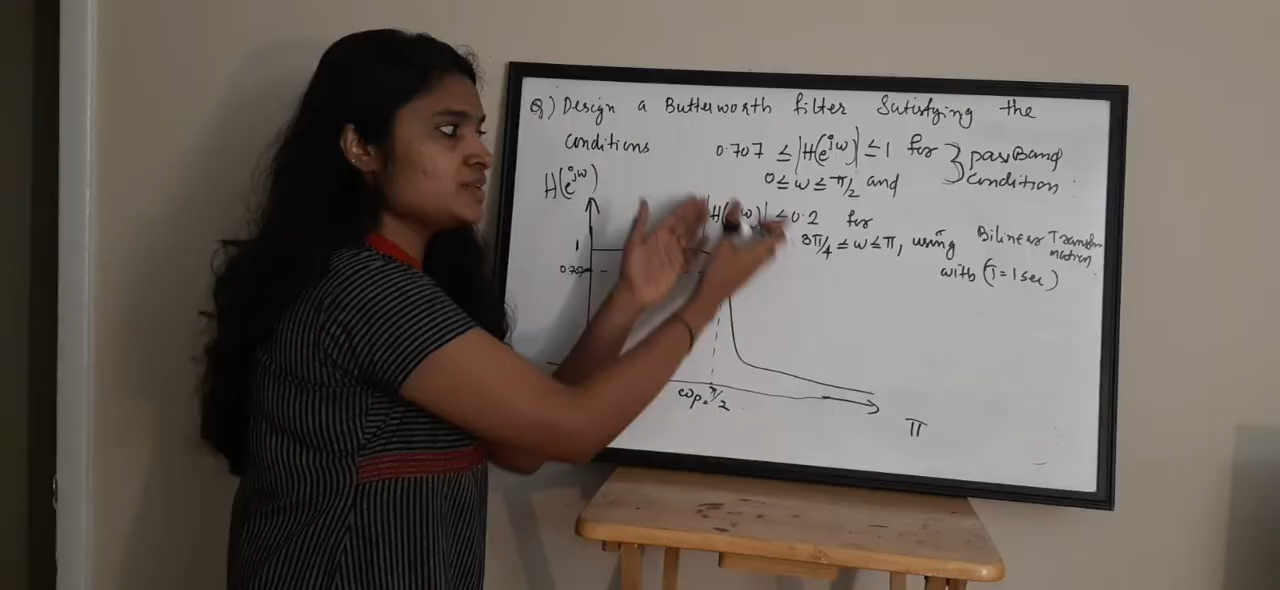 Q) Design a Butterworth filter Satisfying the
conditions 0.707 ≤ |H(e^jω)| ≤ 1 for } passBand condition
0 ≤ ω ≤ π/2 and
|H( ω)| ≤ 0.2 for
3π/4 ≤ ω ≤ π, using Bilinear Transformation
with (T = 1 sec)
H(e^jω)
1
0.707
ωp = π/2
π